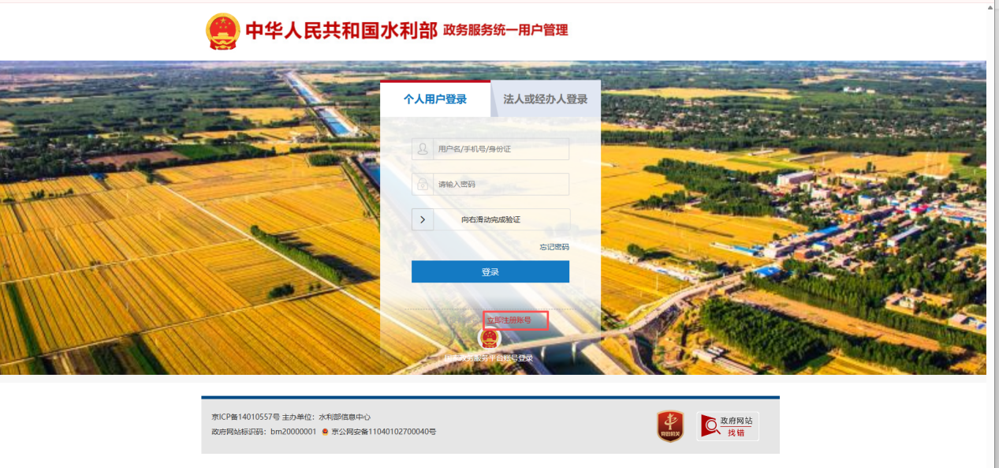 中华人民共和国水利部 政务服务统一用户管理
个人用户登录 法人或经办人登录
用户名/手机号/身份证
请输入密码
向右滑动完成验证
忘记密码
登录
立即注册账号
国家政务服务平台账号登录
京ICP备14010557号 主办单位：水利部信息中心
政府网站标识码：bm20000001 京公网安备11040102700040号
党政机关
政府网站
找错